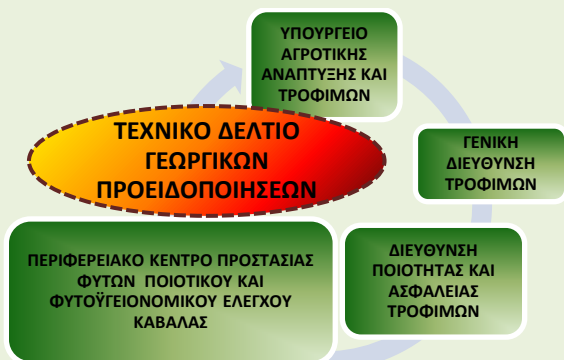 ΥΠΟΥΡΓΕΙΟ
ΑΓΡΟΤΙΚΗΣ
ΑΝΑΠΤΥΞΗΣ ΚΑΙ
ΤΡΟΦΙΜΩΝ
ΤΕΧΝΙΚΟ ΔΕΛΤΙΟ
ΓΕΩΡΓΙΚΩΝ
ΠΡΟΕΙΔΟΠΟΙΗΣΕΩΝ
ΓΕΝΙΚΗ
ΔΙΕΥΘΥΝΣΗ
ΤΡΟΦΙΜΩΝ
ΔΙΕΥΘΥΝΣΗ
ΠΟΙΟΤΗΤΑΣ ΚΑΙ
ΑΣΦΑΛΕΙΑΣ
ΤΡΟΦΙΜΩΝ
ΠΕΡΙΦΕΡΕΙΑΚΟ ΚΕΝΤΡΟ ΠΡΟΣΤΑΣΙΑΣ
ΦΥΤΩΝ ΠΟΙΟΤΙΚΟΥ ΚΑΙ
ΦΥΤΟΫΓΕΙΟΝΟΜΙΚΟΥ ΕΛΕΓΧΟΥ
ΚΑΒΑΛΑΣ